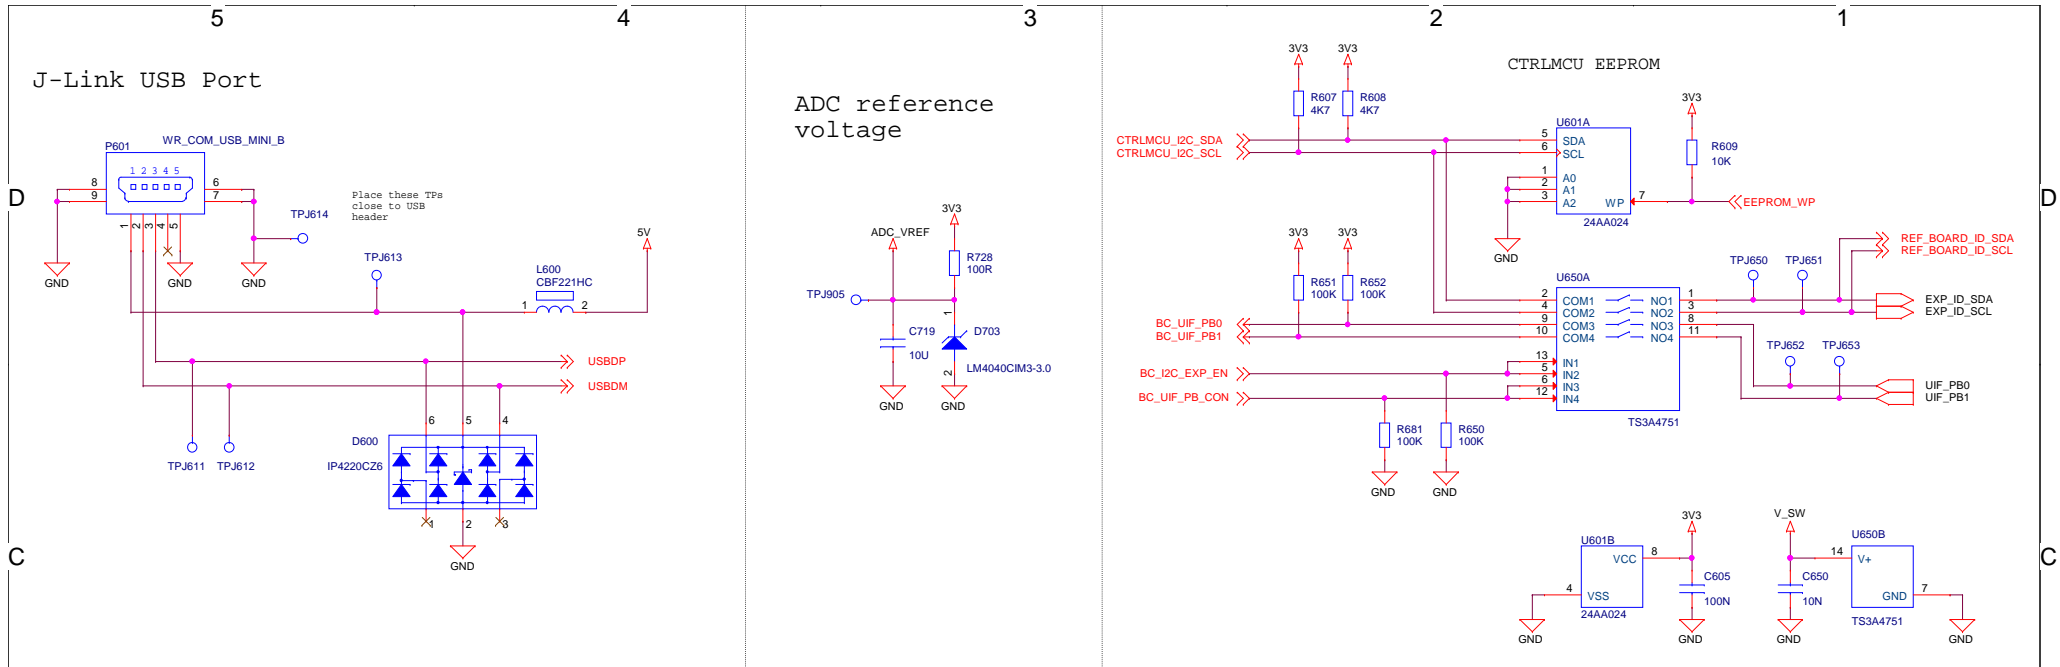 5
4
3
2
1
J-Link USB Port
WR_COM_USB_MINI_B
P601
1 2 3 4 5
8
9
6
7
1
2
3
4
5
GND
GND
GND
TPJ614
Place these TPs
close to USB
header
TPJ613
5V
L600
CBF221HC
1
2
USBDP
USBDM
TPJ611
TPJ612
D600
IP4220CZ6
6
5
4
1
2
3
GND
ADC reference
voltage
3V3
ADC_VREF
R728
100R
TPJ905
C719
10U
1
D703
2
LM4040CIM3-3.0
GND
GND
CTRLMCU EEPROM
3V3
3V3
R607
4K7
R608
4K7
3V3
R609
10K
CTRLMCU_I2C_SDA
CTRLMCU_I2C_SCL
U601A
5
SDA
6
SCL
1
A0
2
A1
3
A2
WP
7
EEPROM_WP
24AA024
GND
3V3
3V3
R651
100K
R652
100K
REF_BOARD_ID_SDA
REF_BOARD_ID_SCL
TPJ650
TPJ651
U650A
2
COM1
NO1
1
4
COM2
NO2
3
9
COM3
NO3
8
10
COM4
NO4
11
EXP_ID_SDA
EXP_ID_SCL
BC_UIF_PB0
BC_UIF_PB1
TPJ652
TPJ653
13
IN1
5
IN2
6
IN3
12
IN4
BC_I2C_EXP_EN
BC_UIF_PB_CON
UIF_PB0
UIF_PB1
TS3A4751
R681
100K
R650
100K
GND
GND
3V3
V_SW
U601B
VCC
8
4
VSS
24AA024
C605
100N
GND
GND
U650B
14
V+
C650
10N
GND
7
TS3A4751
GND
GND
D
D
C
C